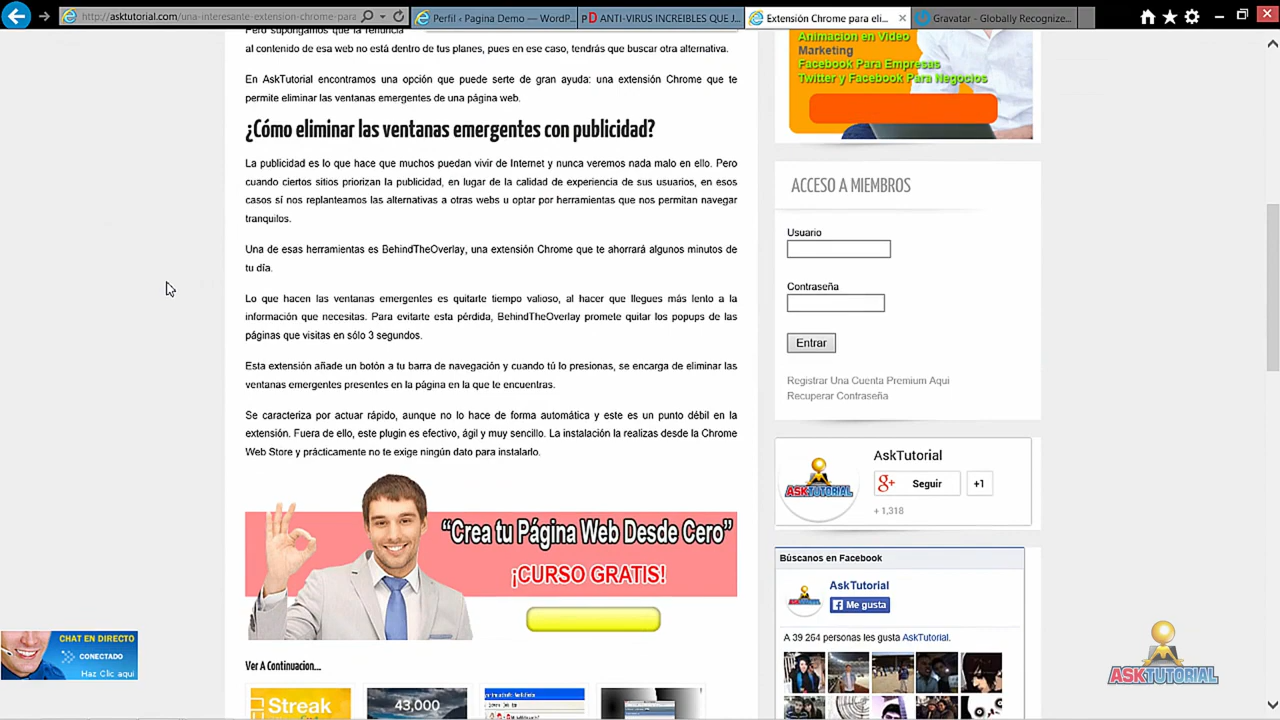 http://asktutorial.com/una-interesante-extension-chrome-para-
Perfil ‹ Pagina Demo — WordP...
ANTI-VIRUS INCREIBLES QUE J...
Extensión Chrome para eli...
Gravatar - Globally Recognize...
Pero supongamos que la renuncia
al contenido de esa web no está dentro de tus planes, pues en ese caso, tendrás que buscar otra alternativa.
En AskTutorial encontramos una opción que puede serte de gran ayuda: una extensión Chrome que te
permite eliminar las ventanas emergentes de una página web.
¿Cómo eliminar las ventanas emergentes con publicidad?
La publicidad es lo que hace que muchos puedan vivir de Internet y nunca veremos nada malo en ello. Pero
cuando ciertos sitios priorizan la publicidad, en lugar de la calidad de experiencia de sus usuarios, en esos
casos sí nos replanteamos las alternativas a otras webs u optar por herramientas que nos permitan navegar
tranquilos.
Una de esas herramientas es BehindTheOverlay, una extensión Chrome que te ahorrará algunos minutos de
tu día.
Lo que hacen las ventanas emergentes es quitarte tiempo valioso, al hacer que llegues más lento a la
información que necesitas. Para evitarte esta pérdida, BehindTheOverlay promete quitar los popups de las
páginas que visitas en sólo 3 segundos.
Esta extensión añade un botón a tu barra de navegación y cuando tú lo presionas, se encarga de eliminar las
ventanas emergentes presentes en la página en la que te encuentras.
Se caracteriza por actuar rápido, aunque no lo hace de forma automática y este es un punto débil en la
extensión. Fuera de ello, este plugin es efectivo, ágil y muy sencillo. La instalación la realizas desde la Chrome
Web Store y prácticamente no te exige ningún dato para instalarlo.
“Crea tu Página Web Desde Cero”
¡CURSO GRATIS!
Ver A Continuacion...
Streak
43,000
Animacion en Video
Marketing
Facebook Para Empresas
Twitter y Facebook Para Negocios
ACCESO A MIEMBROS
Usuario
Contraseña
Entrar
Registrar Una Cuenta Premium Aqui
Recuperar Contraseña
ASKTUTORIAL
AskTutorial
g+ Seguir +1
+ 1,318
Búscanos en Facebook
AskTutorial
Me gusta
A 39 264 personas les gusta AskTutorial.
CHAT EN DIRECTO
CONECTADO
Haz Clic aqui
ASKTUTORIAL